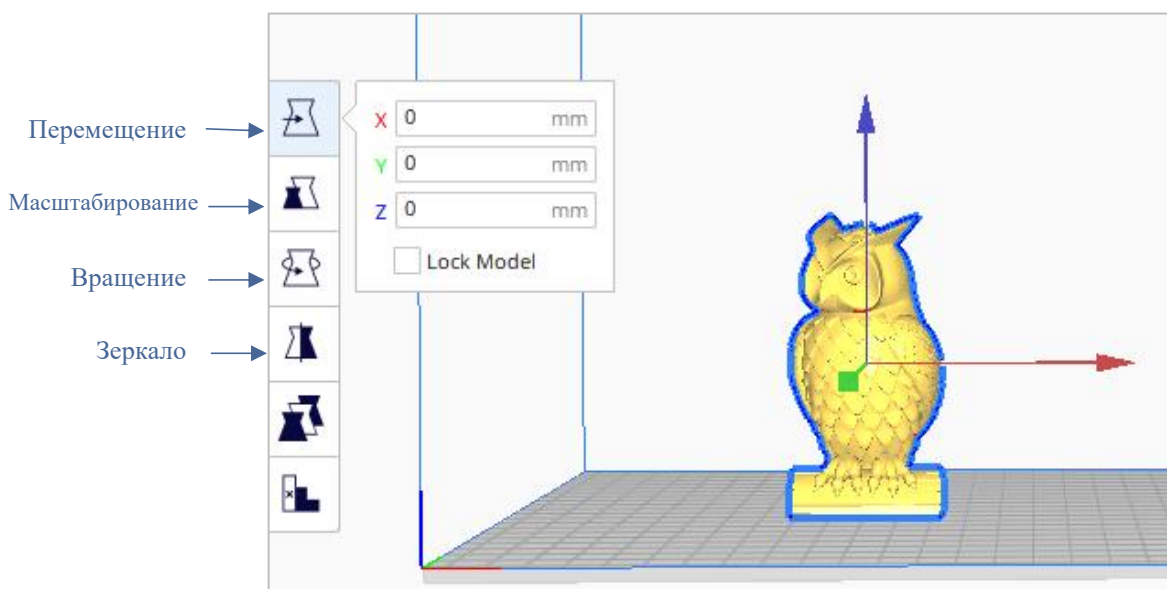 Перемещение
Масштабирование
Вращение
Зеркало
X 0 mm
Y 0 mm
Z 0 mm
Lock Model